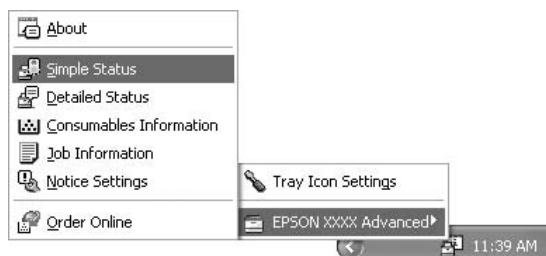 About
Simple Status
Detailed Status
Consumables Information
Job Information
Notice Settings
Order Online
Tray Icon Settings
EPSON XXXX Advanced
11:39 AM